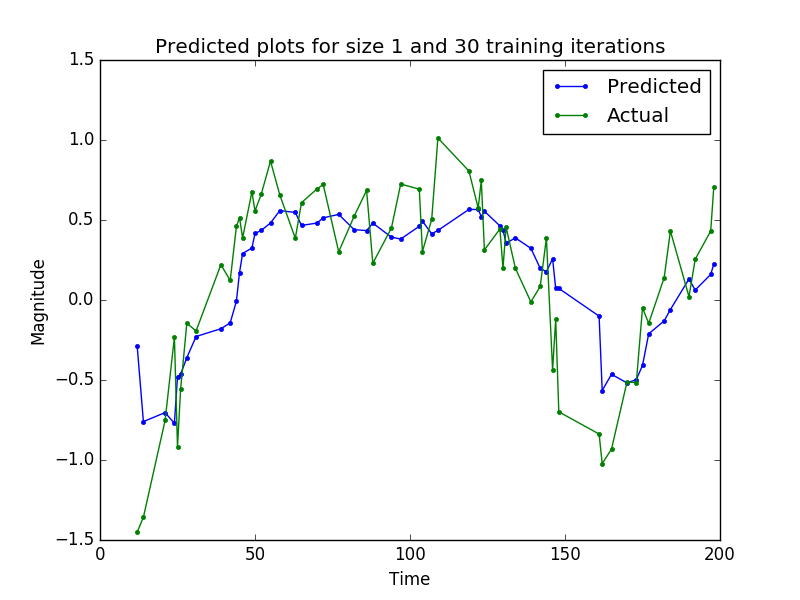 Predicted plots for size 1 and 30 training iterations
Predicted
Actual
1.5
1.0
0.5
0.0
−0.5
−1.0
−1.5
Magnitude
0 50 100 150 200
Time